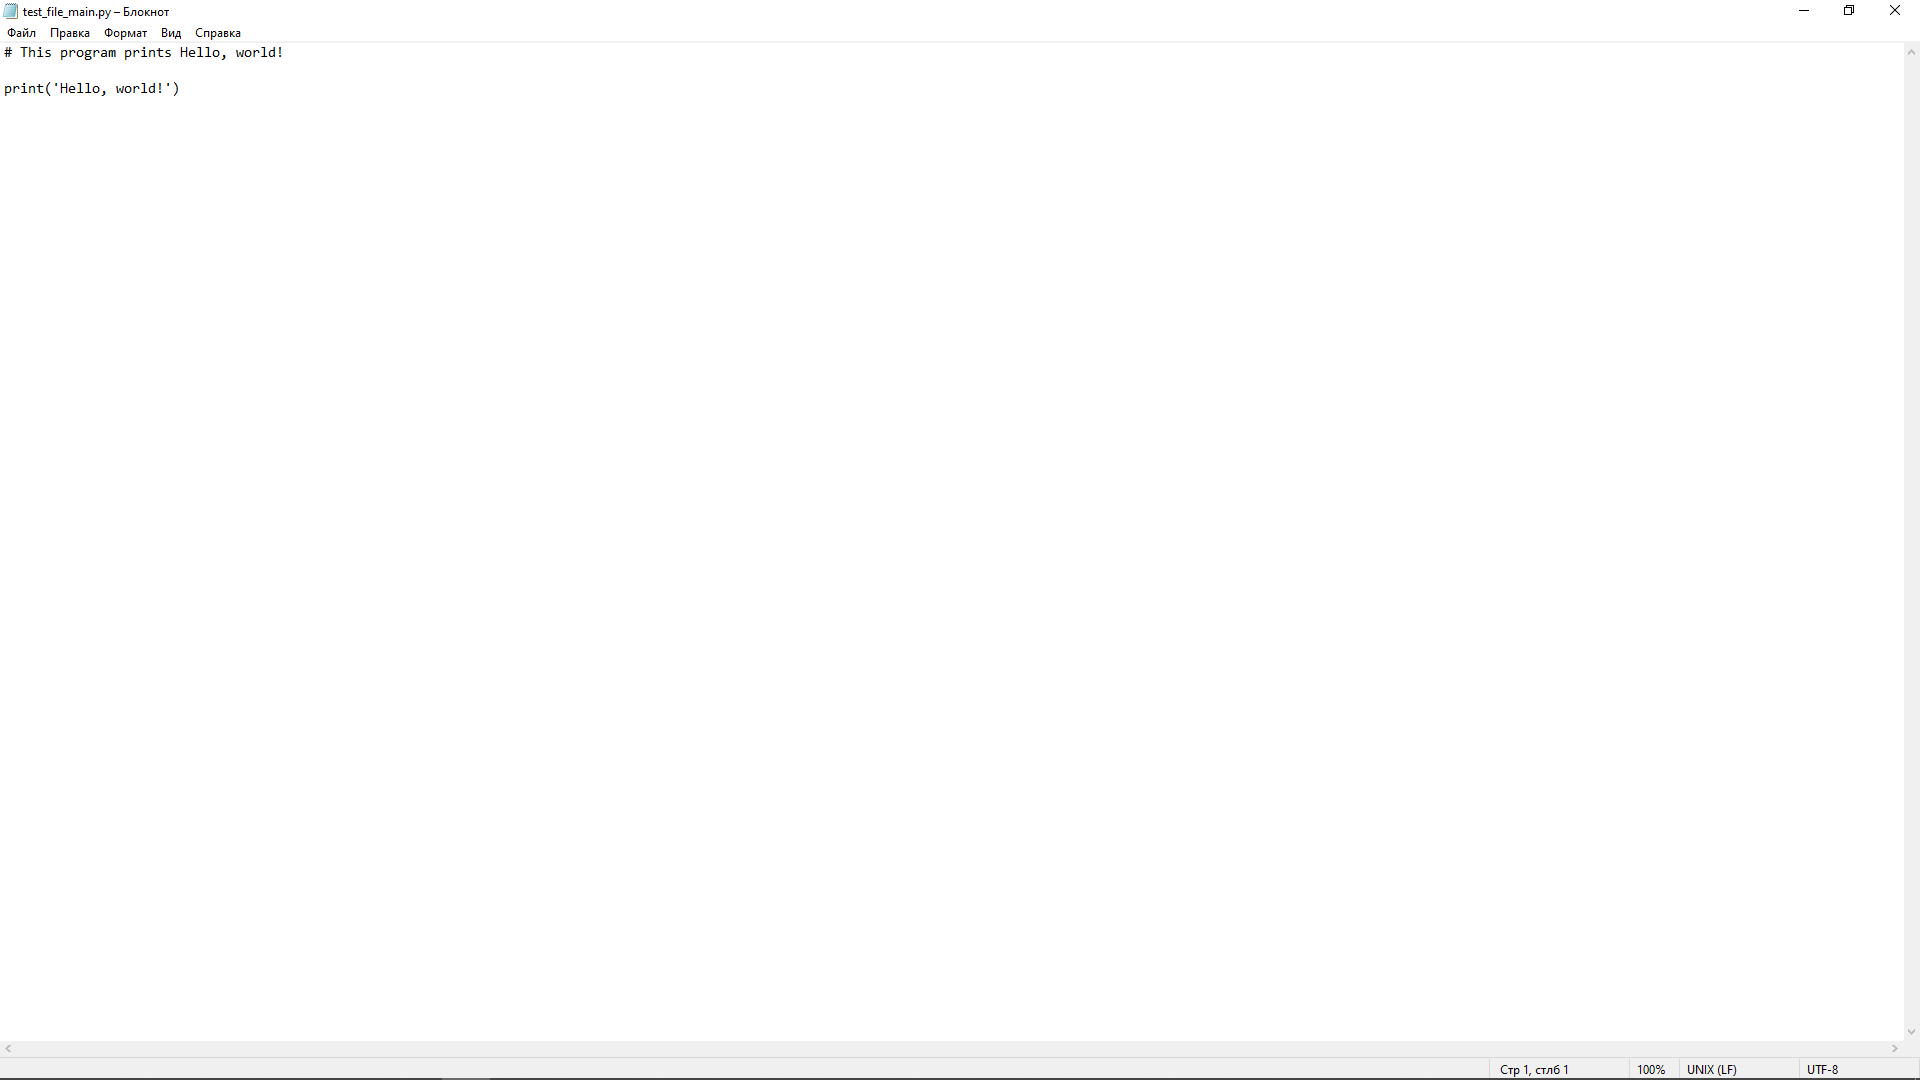 test_file_main.py – Блокнот
Файл Правка Формат Вид Справка
# This program prints Hello, world!
print('Hello, world!')
Стр 1, стлб 1 100% UNIX (LF) UTF-8